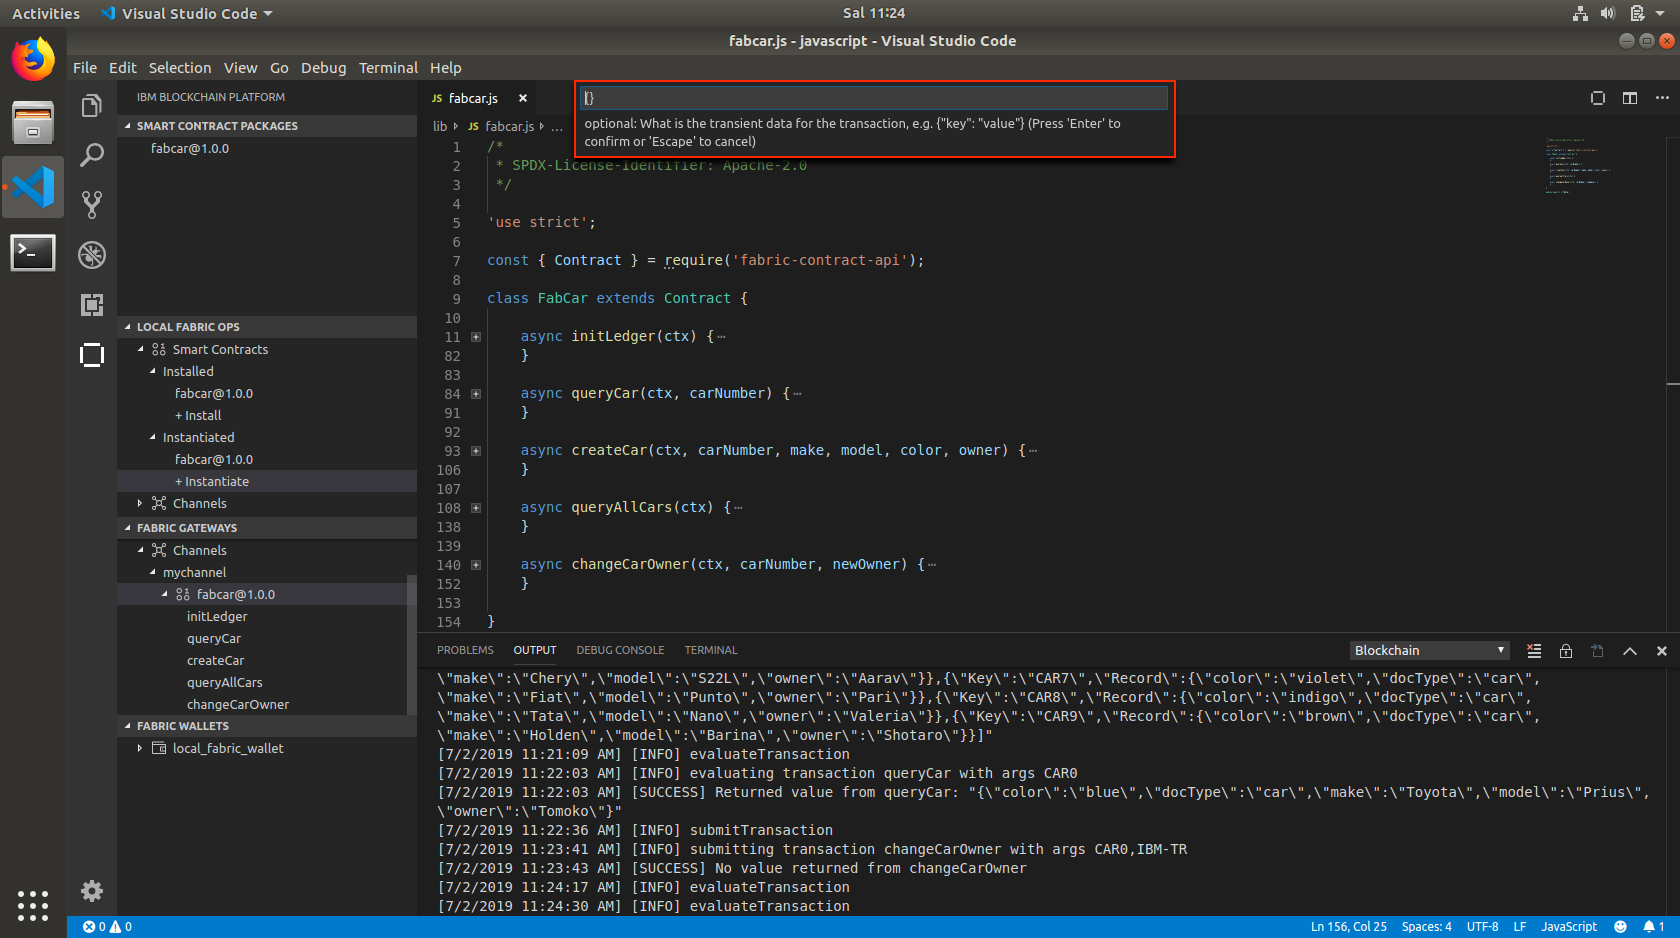 Activities
Visual Studio Code
Sal 11:24
fabcar.js - javascript - Visual Studio Code
File Edit Selection View Go Debug Terminal Help
IBM BLOCKCHAIN PLATFORM
SMART CONTRACT PACKAGES
fabcar@1.0.0
LOCAL FABRIC OPS
Smart Contracts
Installed
fabcar@1.0.0
+ Install
Instantiated
fabcar@1.0.0
+ Instantiate
Channels
FABRIC GATEWAYS
Channels
mychannel
fabcar@1.0.0
initLedger
queryCar
createCar
queryAllCars
changeCarOwner
FABRIC WALLETS
local_fabric_wallet
JS fabcar.js
{}
optional: What is the transient data for the transaction, e.g. {"key": "value"} (Press 'Enter' to
confirm or 'Escape' to cancel)
lib JS fabcar.js ...
1 /*
2 * SPDX-License-Identifier: Apache-2.0
3 */
4
5 'use strict';
6
7 const { Contract } = require('fabric-contract-api');
8
9 class FabCar extends Contract {
10
11 async initLedger(ctx) {⋯
82 }
83
84 async queryCar(ctx, carNumber) {⋯
91 }
92
93 async createCar(ctx, carNumber, make, model, color, owner) {⋯
106 }
107
108 async queryAllCars(ctx) {⋯
138 }
139
140 async changeCarOwner(ctx, carNumber, newOwner) {⋯
152 }
153
154 }
PROBLEMS OUTPUT DEBUG CONSOLE TERMINAL
Blockchain
\"make\":\"Chery\",\"model\":\"S22L\",\"owner\":\"Aarav\"}},{\"Key\":\"CAR7\",\"Record\":{\"color\":\"violet\",\"docType\":\"car\",
\"make\":\"Fiat\",\"model\":\"Punto\",\"owner\":\"Pari\"}},{\"Key\":\"CAR8\",\"Record\":{\"color\":\"indigo\",\"docType\":\"car\",
\"make\":\"Tata\",\"model\":\"Nano\",\"owner\":\"Valeria\"}},{\"Key\":\"CAR9\",\"Record\":{\"color\":\"brown\",\"docType\":\"car\",
\"make\":\"Holden\",\"model\":\"Barina\",\"owner\":\"Shotaro\"}}]"
[7/2/2019 11:21:09 AM] [INFO] evaluateTransaction
[7/2/2019 11:22:03 AM] [INFO] evaluating transaction queryCar with args CAR0
[7/2/2019 11:22:03 AM] [SUCCESS] Returned value from queryCar: "{\"color\":\"blue\",\"docType\":\"car\",\"make\":\"Toyota\",\"model\":\"Prius\",
\"owner\":\"Tomoko\"}"
[7/2/2019 11:22:36 AM] [INFO] submitTransaction
[7/2/2019 11:23:41 AM] [INFO] submitting transaction changeCarOwner with args CAR0,IBM-TR
[7/2/2019 11:23:43 AM] [SUCCESS] No value returned from changeCarOwner
[7/2/2019 11:24:17 AM] [INFO] evaluateTransaction
[7/2/2019 11:24:30 AM] [INFO] evaluateTransaction
0 0
Ln 156, Col 25 Spaces: 4 UTF-8 LF JavaScript 1